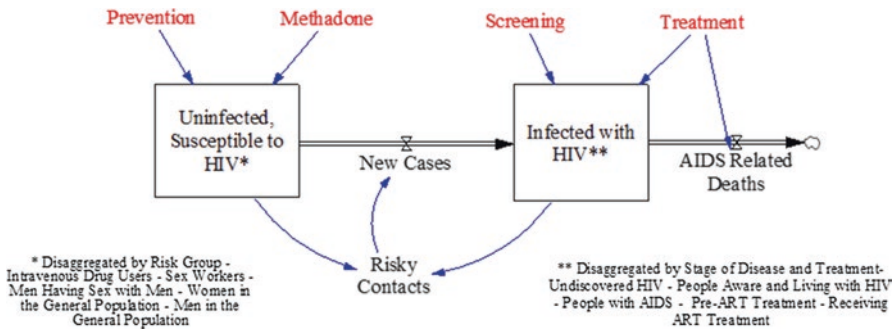 Prevention
Methadone
Screening
Treatment
Uninfected,
Susceptible to
HIV*
New Cases
Infected with
HIV**
AIDS Related
Deaths
Risky
Contacts
* Disaggregated by Risk Group -
Intravenous Drug Users - Sex Workers -
Men Having Sex with Men - Women in
the General Population - Men in the
General Population
** Disaggregated by Stage of Disease and Treatment-
Undiscovered HIV - People Aware and Living with HIV
- People with AIDS - Pre-ART Treatment - Receiving
ART Treatment